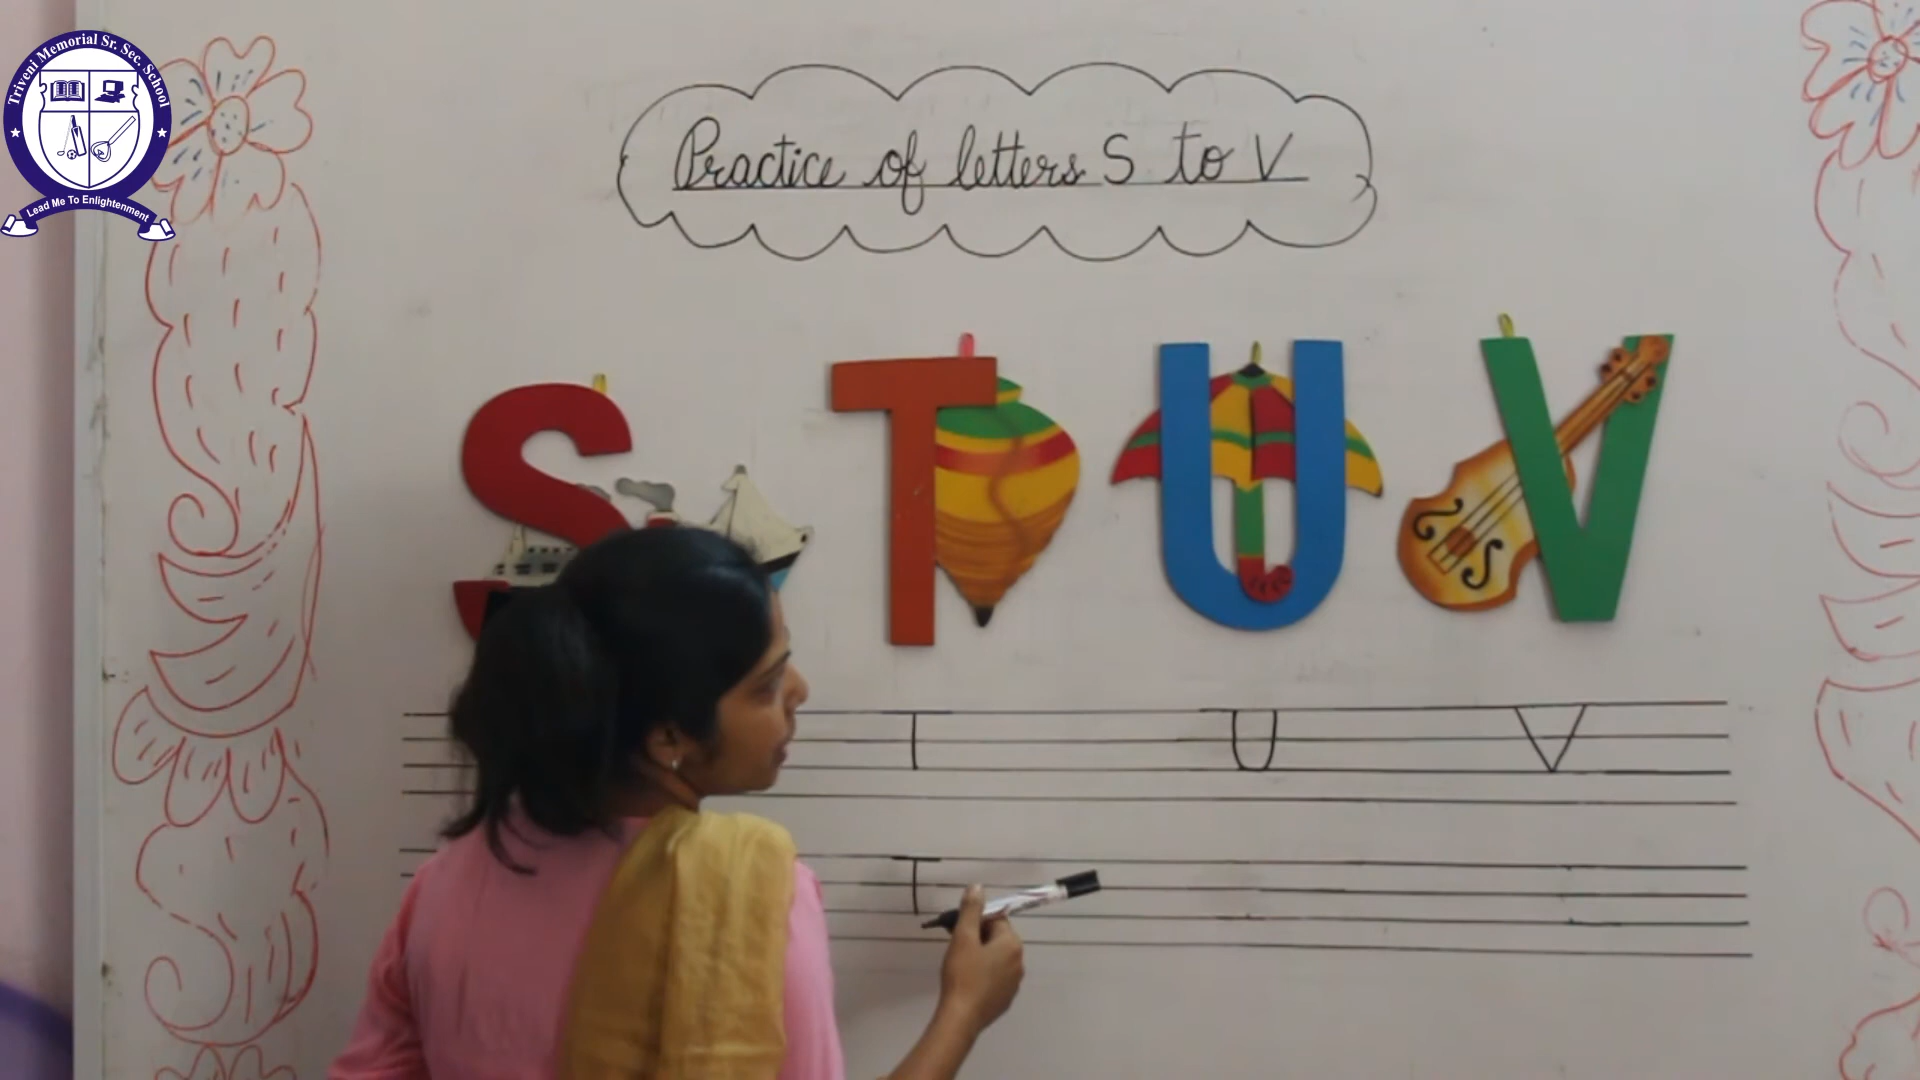 Triveni Memorial Sr. Sec. School
Lead Me To Enlightenment
Practice of letters S to V
S T U V
T U V
T